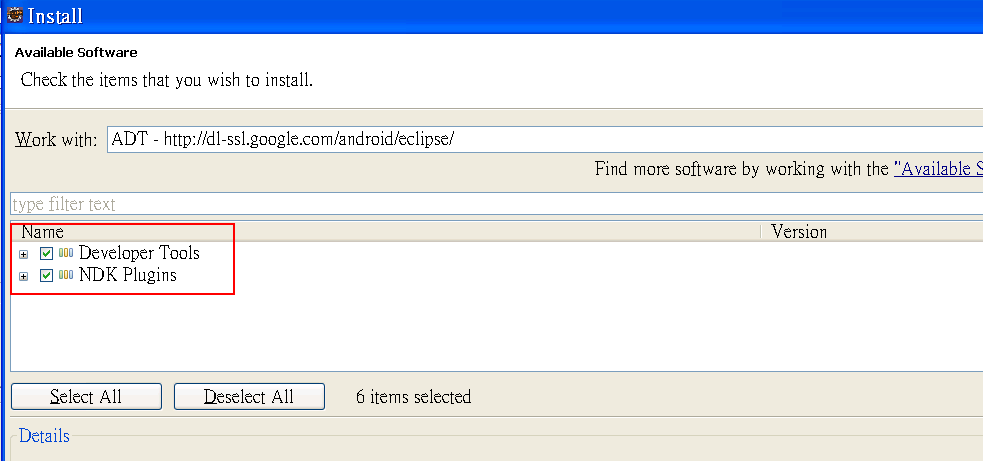 Install
Available Software
Check the items that you wish to install.
Work with: ADT - http://dl-ssl.google.com/android/eclipse/
Find more software by working with the "Available S
type filter text
Name Version
Developer Tools
NDK Plugins
Select All Deselect All 6 items selected
Details